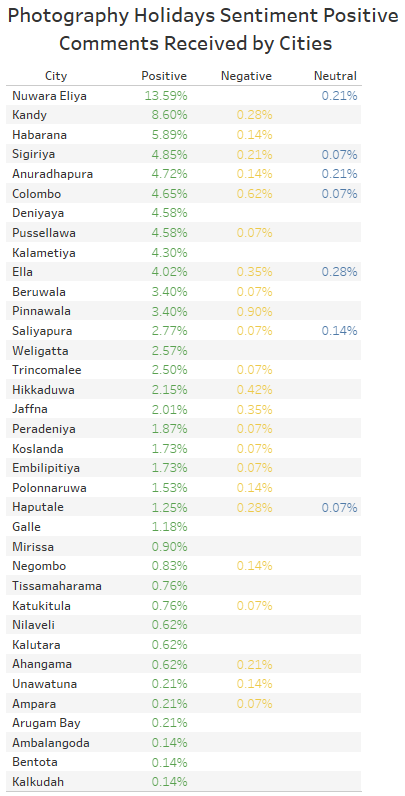 Photography Holidays Sentiment Positive
Comments Received by Cities
City Positive Negative Neutral
Nuwara Eliya 13.59% 0.21%
Kandy 8.60% 0.28%
Habarana 5.89% 0.14%
Sigiriya 4.85% 0.21% 0.07%
Anuradhapura 4.72% 0.14% 0.21%
Colombo 4.65% 0.62% 0.07%
Deniyaya 4.58%
Pussellawa 4.58% 0.07%
Kalametiya 4.30%
Ella 4.02% 0.35% 0.28%
Beruwala 3.40% 0.07%
Pinnawala 3.40% 0.90%
Saliyapura 2.77% 0.07% 0.14%
Weligatta 2.57%
Trincomalee 2.50% 0.07%
Hikkaduwa 2.15% 0.42%
Jaffna 2.01% 0.35%
Peradeniya 1.87% 0.07%
Koslanda 1.73% 0.07%
Embilipitiya 1.73% 0.07%
Polonnaruwa 1.53% 0.14%
Haputale 1.25% 0.28% 0.07%
Galle 1.18%
Mirissa 0.90%
Negombo 0.83% 0.14%
Tissamaharama 0.76%
Katukitula 0.76% 0.07%
Nilaveli 0.62%
Kalutara 0.62%
Ahangama 0.62% 0.21%
Unawatuna 0.21% 0.14%
Ampara 0.21% 0.07%
Arugam Bay 0.21%
Ambalangoda 0.14%
Bentota 0.14%
Kalkudah 0.14%